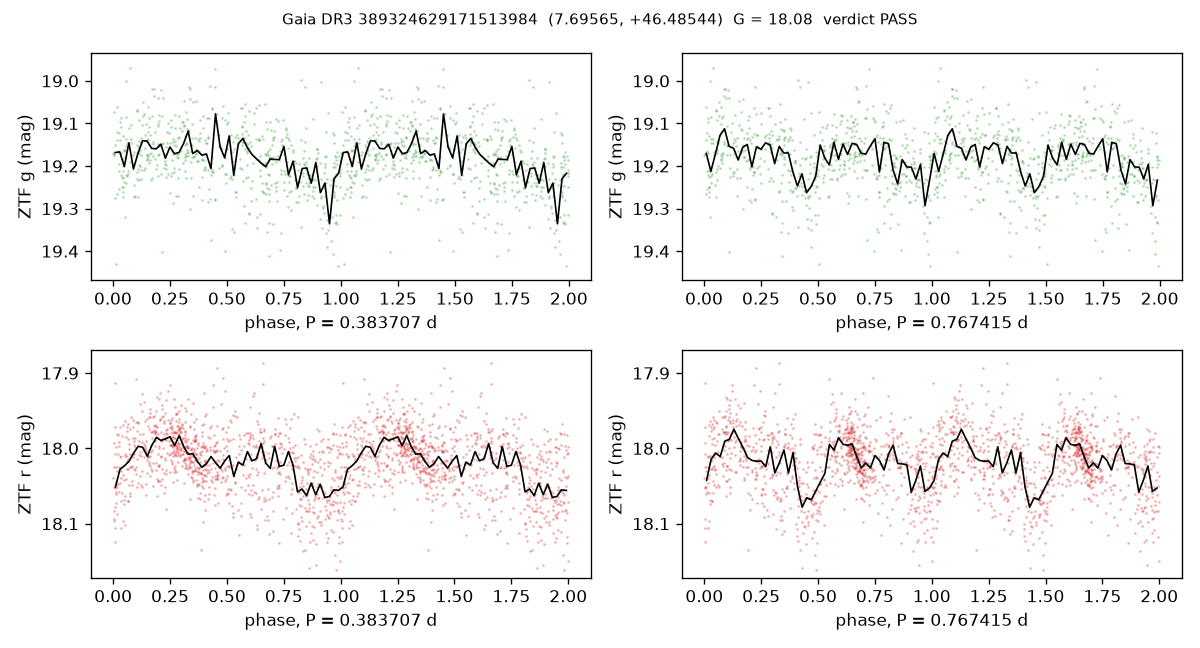 Gaia DR3 389324629171513984 (7.69565, +46.48544) G = 18.08 verdict PASS
ZTF g (mag)
19.0
19.1
19.2
19.3
19.4
0.00 0.25 0.50 0.75 1.00 1.25 1.50 1.75 2.00
phase, P = 0.383707 d
ZTF g (mag)
19.0
19.1
19.2
19.3
19.4
0.00 0.25 0.50 0.75 1.00 1.25 1.50 1.75 2.00
phase, P = 0.767415 d
ZTF r (mag)
17.9
18.0
18.1
0.00 0.25 0.50 0.75 1.00 1.25 1.50 1.75 2.00
phase, P = 0.383707 d
ZTF r (mag)
17.9
18.0
18.1
0.00 0.25 0.50 0.75 1.00 1.25 1.50 1.75 2.00
phase, P = 0.767415 d